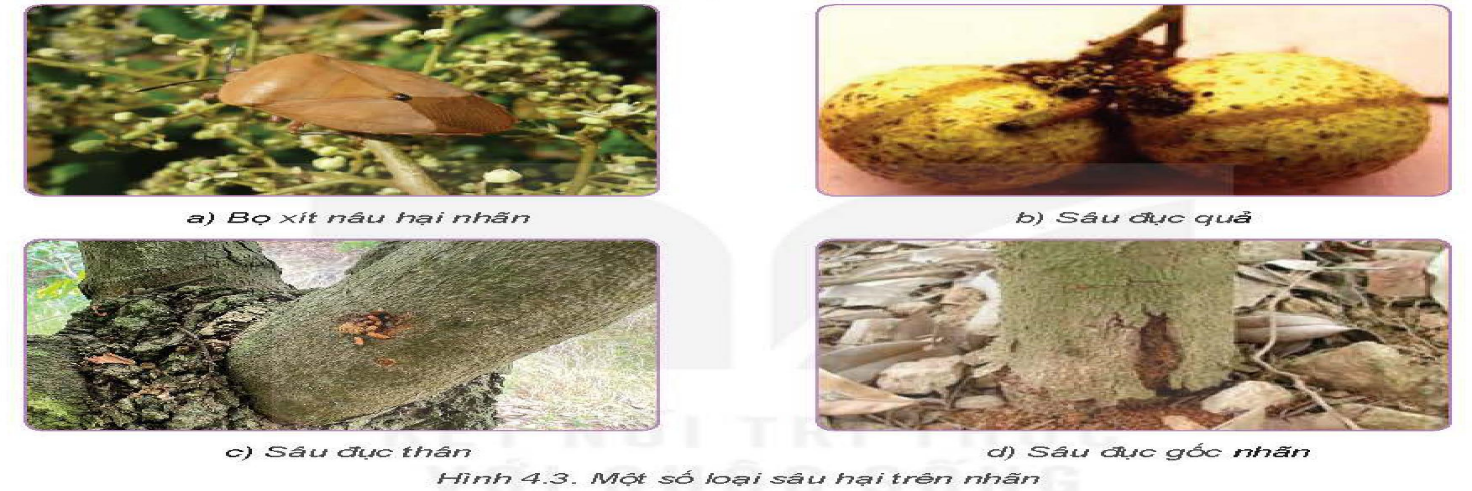 a) Bọ xít nâu hại nhãn
b) Sâu đục quả
c) Sâu đục thân
d) Sâu đục gốc nhãn
Hình 4.3. Một số loại sâu hại trên nhãn